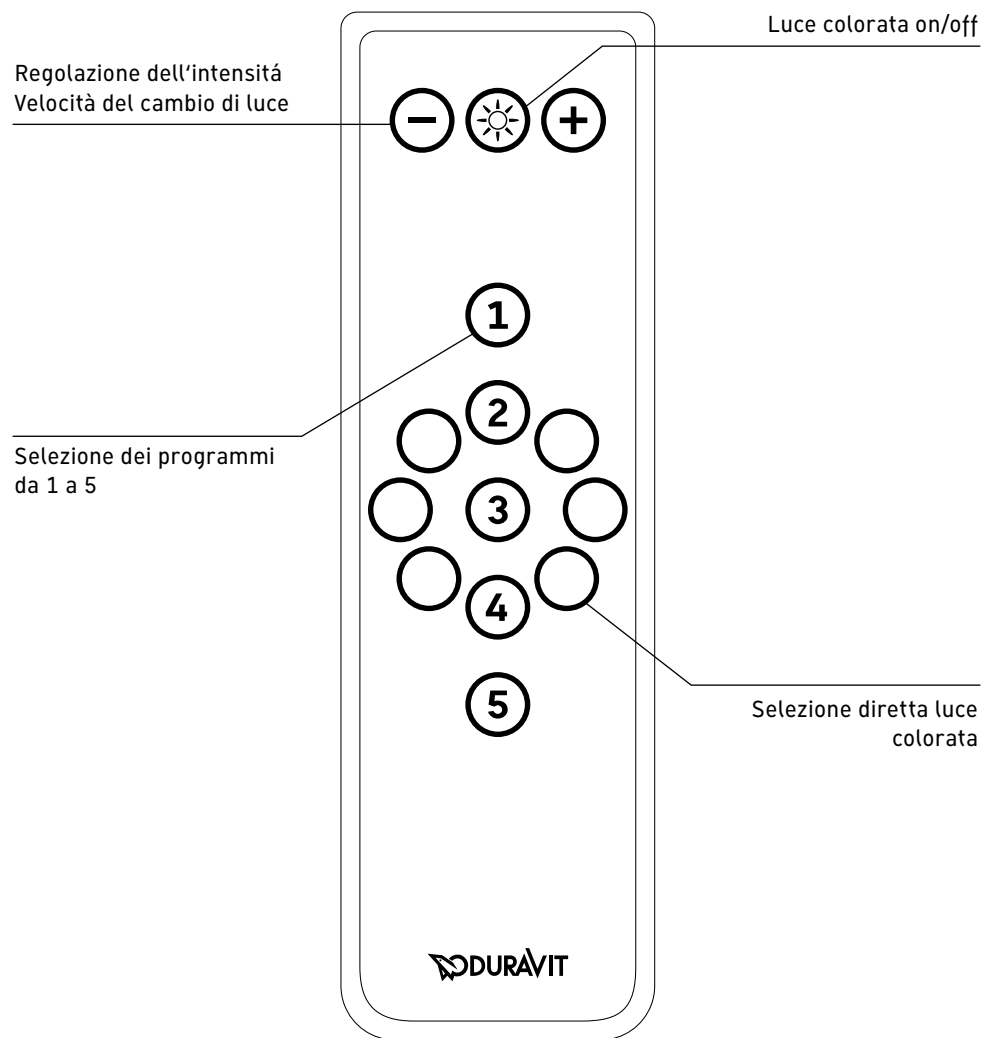 Luce colorata on/off
Regolazione dell‘intensitá
Velocità del cambio di luce
1
2
3
4
5
Selezione dei programmi
da 1 a 5
Selezione diretta luce
colorata
DURAVIT